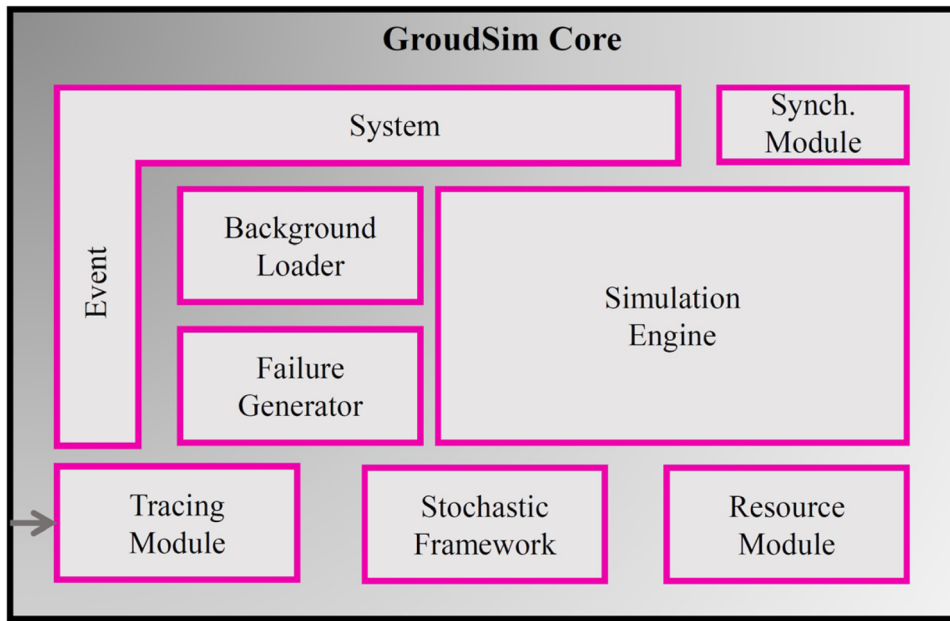 GroudSim Core
System
Synch.
Module
Event
Background
Loader
Simulation
Engine
Failure
Generator
Tracing
Module
Stochastic
Framework
Resource
Module